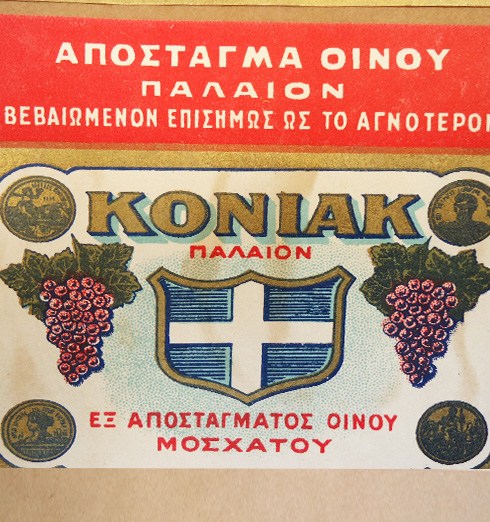 ΑΠΟΣΤΑΓΜΑ ΟΙΝΟΥ
ΠΑΛΑΙΟΝ
ΒΕΒΑΙΩΜΕΝΟΝ ΕΠΙΣΗΜΩΣ ΩΣ ΤΟ ΑΓΝΟΤΕΡΟΝ
ΚΟΝΙΑΚ
ΠΑΛΑΙΟΝ
ΕΞ ΑΠΟΣΤΑΓΜΑΤΟΣ ΟΙΝΟΥ
ΜΟΣΧΑΤΟΥ